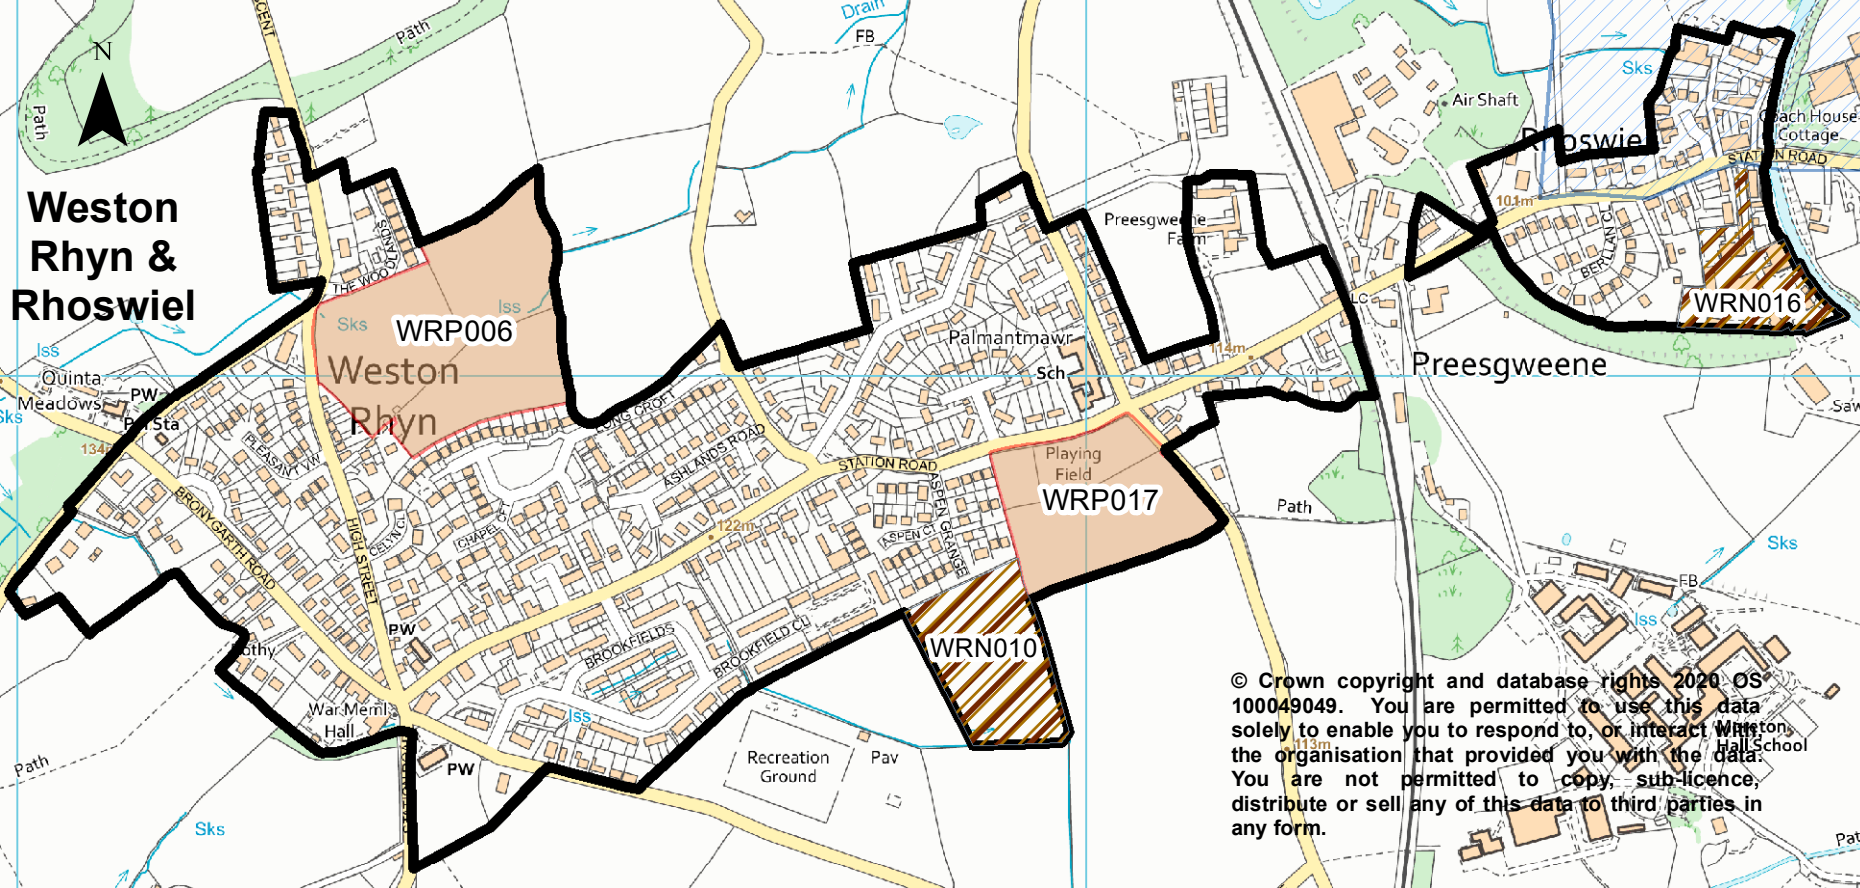 N
Weston
Rhyn &
Rhoswiel
Path
Path
Drain
FB
Sks
Air Shaft
Rhoswiel
Coach House
Cottage
STATION ROAD
101m
Preesgweene
Farm
BERLAN C
WRN016
THE WOODLANDS
Iss
Sks
WRP006
Weston
Rhyn
LC
114m
Palmantmawr
Sch
Preesgweene
Saw
Iss
Quinta
Meadows
PW
Sta
Sks
134m
PLEASANT VW
LONG CROFT
ASHLANDS ROAD
STATION ROAD
Playing
Field
WRP017
Path
BRONYGARTH ROAD
HIGH STREET
CELYN CL
CHAPEL
122m
ASPEN CT
ASPEN GRANGE
Sks
FB
Iss
PW
BROOKFIELDS
BROOKFIELD CL
WRN010
War Meml
Hall
Iss
PW
Path
Recreation
Ground
Pav
Sks
113m
Moreton
Hall School
Pat
© Crown copyright and database rights 2020 OS
100049049. You are permitted to use this data
solely to enable you to respond to, or interact with,
the organisation that provided you with the data.
You are not permitted to copy, sub-licence,
distribute or sell any of this data to third parties in
any form.